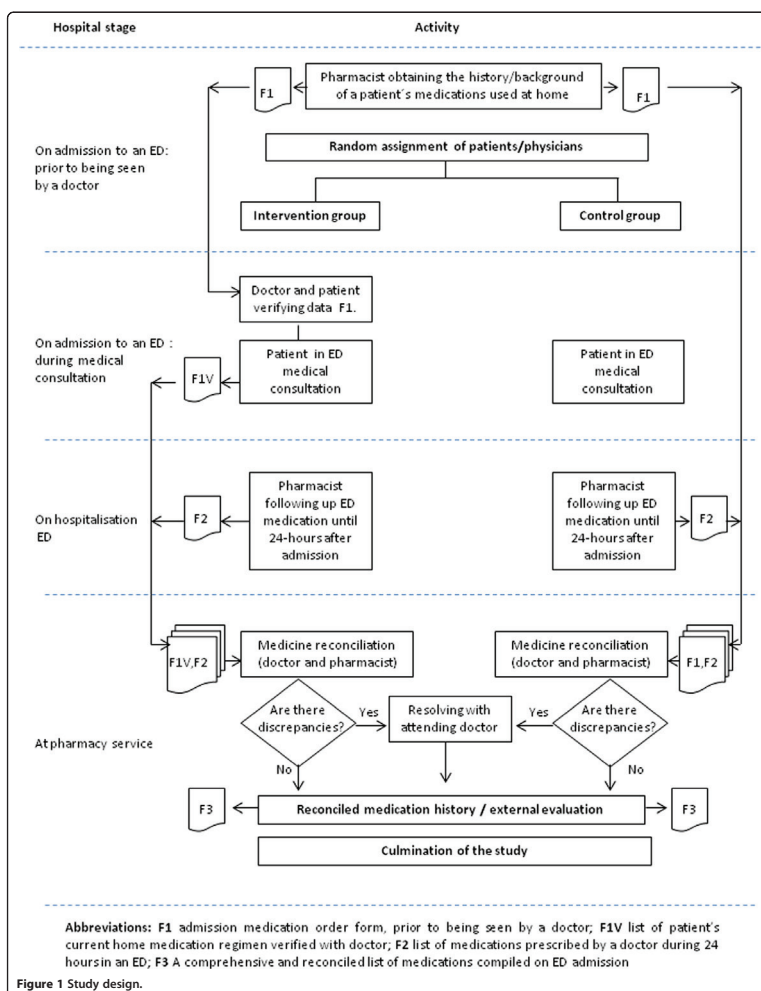 Hospital stage
Activity
F1
Pharmacist obtaining the history/background
of a patient´s medications used at home
F1
On admission to an ED:
prior to being seen
by a doctor
Random assignment of patients/physicians
Intervention group
Control group
Doctor and patient
verifying data F1.
On admission to an ED :
during medical
consultation
F1V
Patient in ED
medical
consultation
Patient in ED
medical
consultation
On hospitalisation
ED
F2
Pharmacist
following up ED
medication until
24-hours after
admission
Pharmacist
following up ED
medication until
24-hours after
admission
F2
At pharmacy service
F1V,F2
Medicine reconciliation
(doctor and pharmacist)
Medicine reconciliation
(doctor and pharmacist)
F1,F2
Are there
discrepancies?
Yes
Resolving with
attending doctor
Yes
Are there
discrepancies?
No
No
F3
Reconciled medication history / external evaluation
F3
Culmination of the study
Abbreviations: F1 admission medication order form, prior to being seen by a doctor; F1V list of patient's
current home medication regimen verified with doctor; F2 list of medications prescribed by a doctor during 24
hours in an ED; F3 A comprehensive and reconciled list of medications compiled on ED admission
Figure 1 Study design.